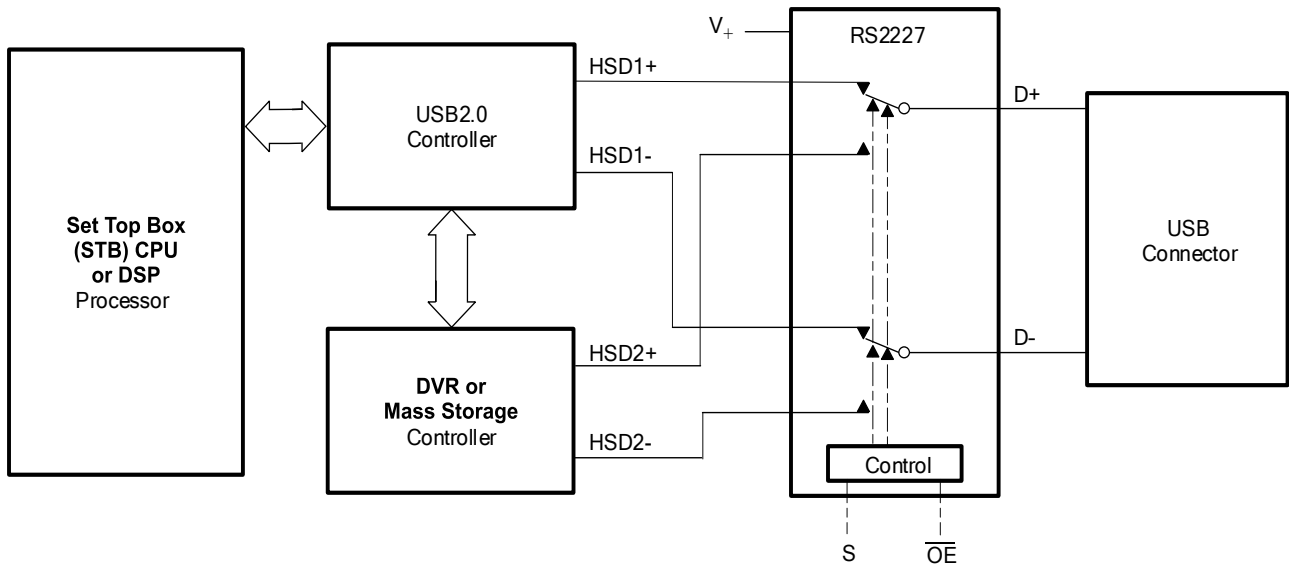 Set Top Box
(STB) CPU
or DSP
Processor
USB2.0
Controller
DVR or
Mass Storage
Controller
HSD1+
HSD1-
HSD2+
HSD2-
V+
RS2227
Control
S
OE
D+
D-
USB
Connector